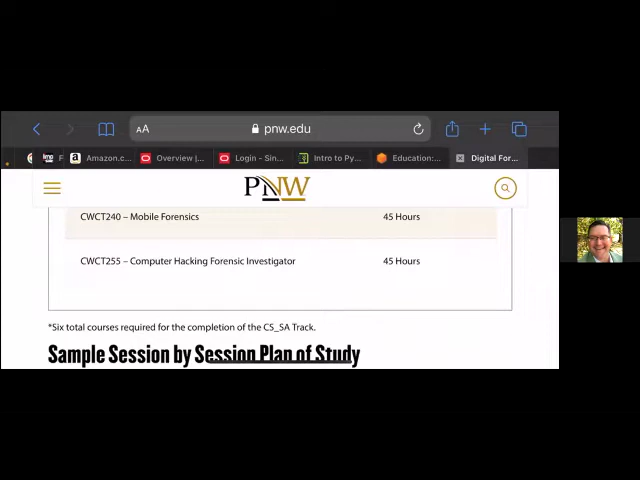 AA pnw.edu
F Amazon.c... Overview |... Login - Sin... Intro to Py... Education:... Digital For...
PNW
CWCT240 – Mobile Forensics 45 Hours
CWCT255 – Computer Hacking Forensic Investigator 45 Hours
*Six total courses required for the completion of the CS_SA Track.
Sample Session by Session Plan of Study